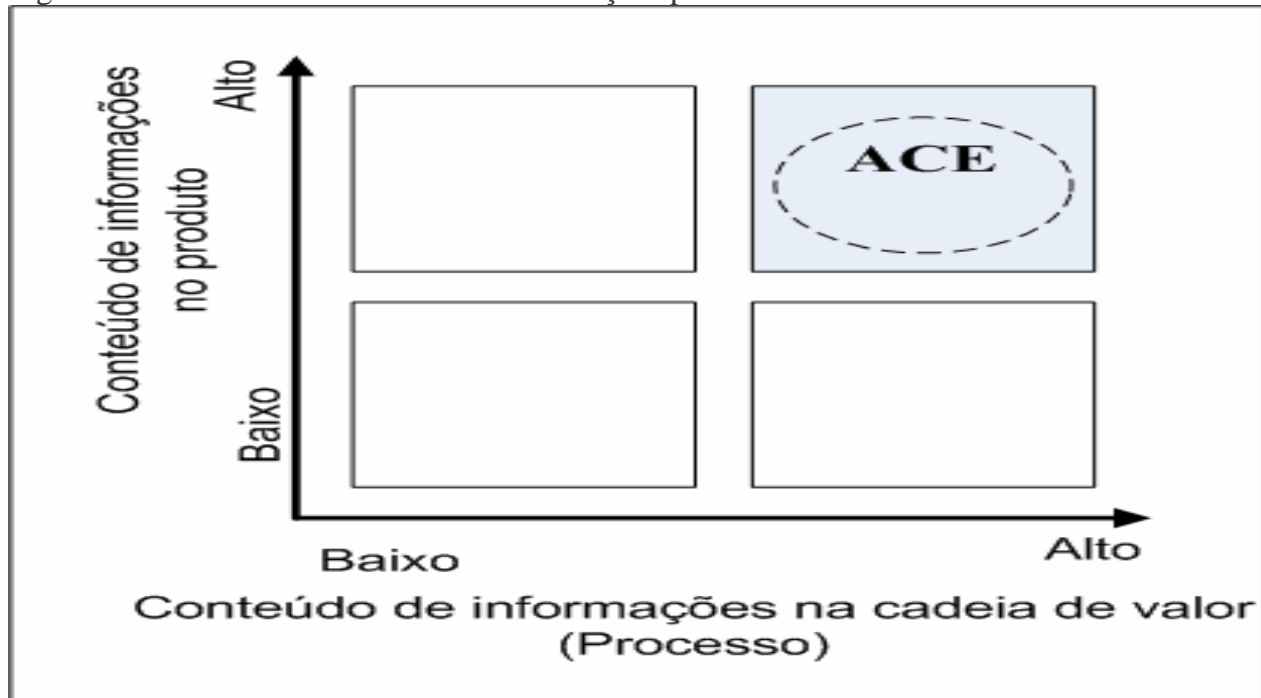 Conteúdo de informações
no produto
Alto
Baixo
ACE
Baixo
Alto
Conteúdo de informações na cadeia de valor
(Processo)